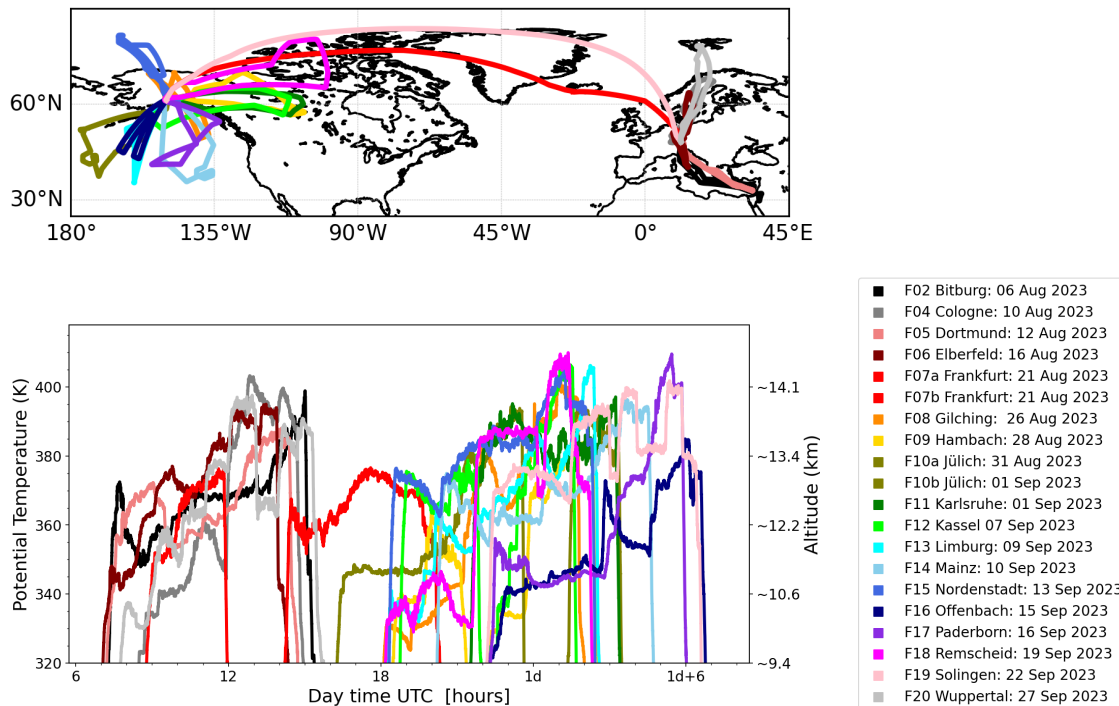 60°N
30°N
180° 135°W 90°W 45°W 0° 45°E
Potential Temperature (K)
400
380
360
340
320
6 12 18 1d 1d+6
Day time UTC [hours]
~14.1
~13.4
~12.2
~10.6
~9.4
Altitude (km)
F02 Bitburg: 06 Aug 2023
F04 Cologne: 10 Aug 2023
F05 Dortmund: 12 Aug 2023
F06 Elberfeld: 16 Aug 2023
F07a Frankfurt: 21 Aug 2023
F07b Frankfurt: 21 Aug 2023
F08 Gilching: 26 Aug 2023
F09 Hambach: 28 Aug 2023
F10a Jülich: 31 Aug 2023
F10b Jülich: 01 Sep 2023
F11 Karlsruhe: 01 Sep 2023
F12 Kassel 07 Sep 2023
F13 Limburg: 09 Sep 2023
F14 Mainz: 10 Sep 2023
F15 Nordenstadt: 13 Sep 2023
F16 Offenbach: 15 Sep 2023
F17 Paderborn: 16 Sep 2023
F18 Remscheid: 19 Sep 2023
F19 Solingen: 22 Sep 2023
F20 Wuppertal: 27 Sep 2023